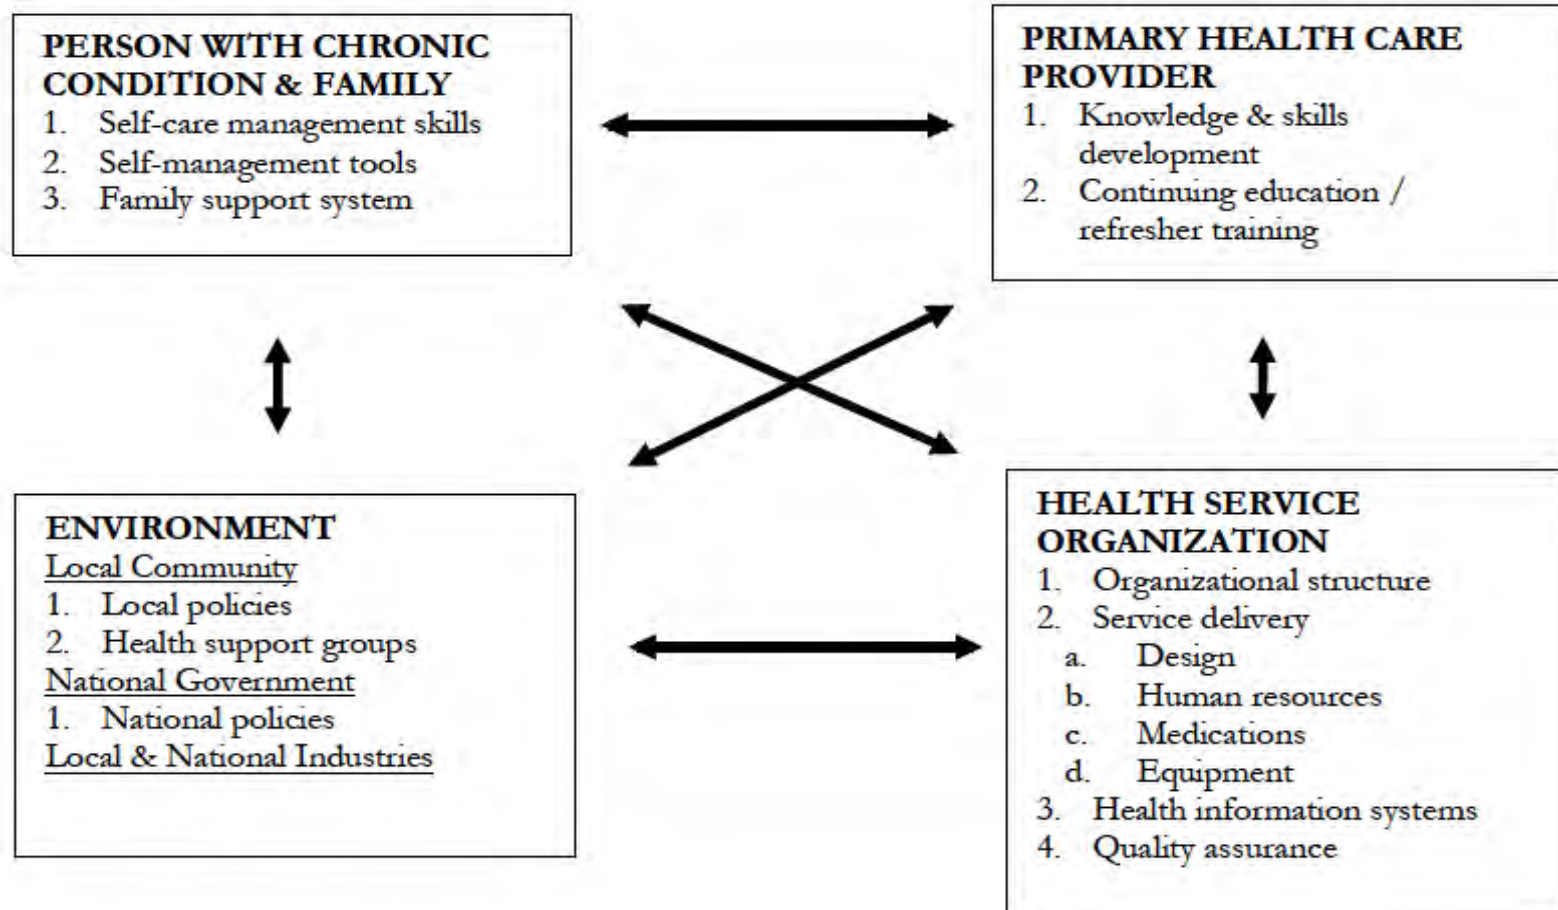 PERSON WITH CHRONIC
CONDITION & FAMILY
1. Self-care management skills
2. Self-management tools
3. Family support system
PRIMARY HEALTH CARE
PROVIDER
1. Knowledge & skills
development
2. Continuing education /
refresher training
ENVIRONMENT
Local Community
1. Local policies
2. Health support groups
National Government
1. National policies
Local & National Industries
HEALTH SERVICE
ORGANIZATION
1. Organizational structure
2. Service delivery
a. Design
b. Human resources
c. Medications
d. Equipment
3. Health information systems
4. Quality assurance